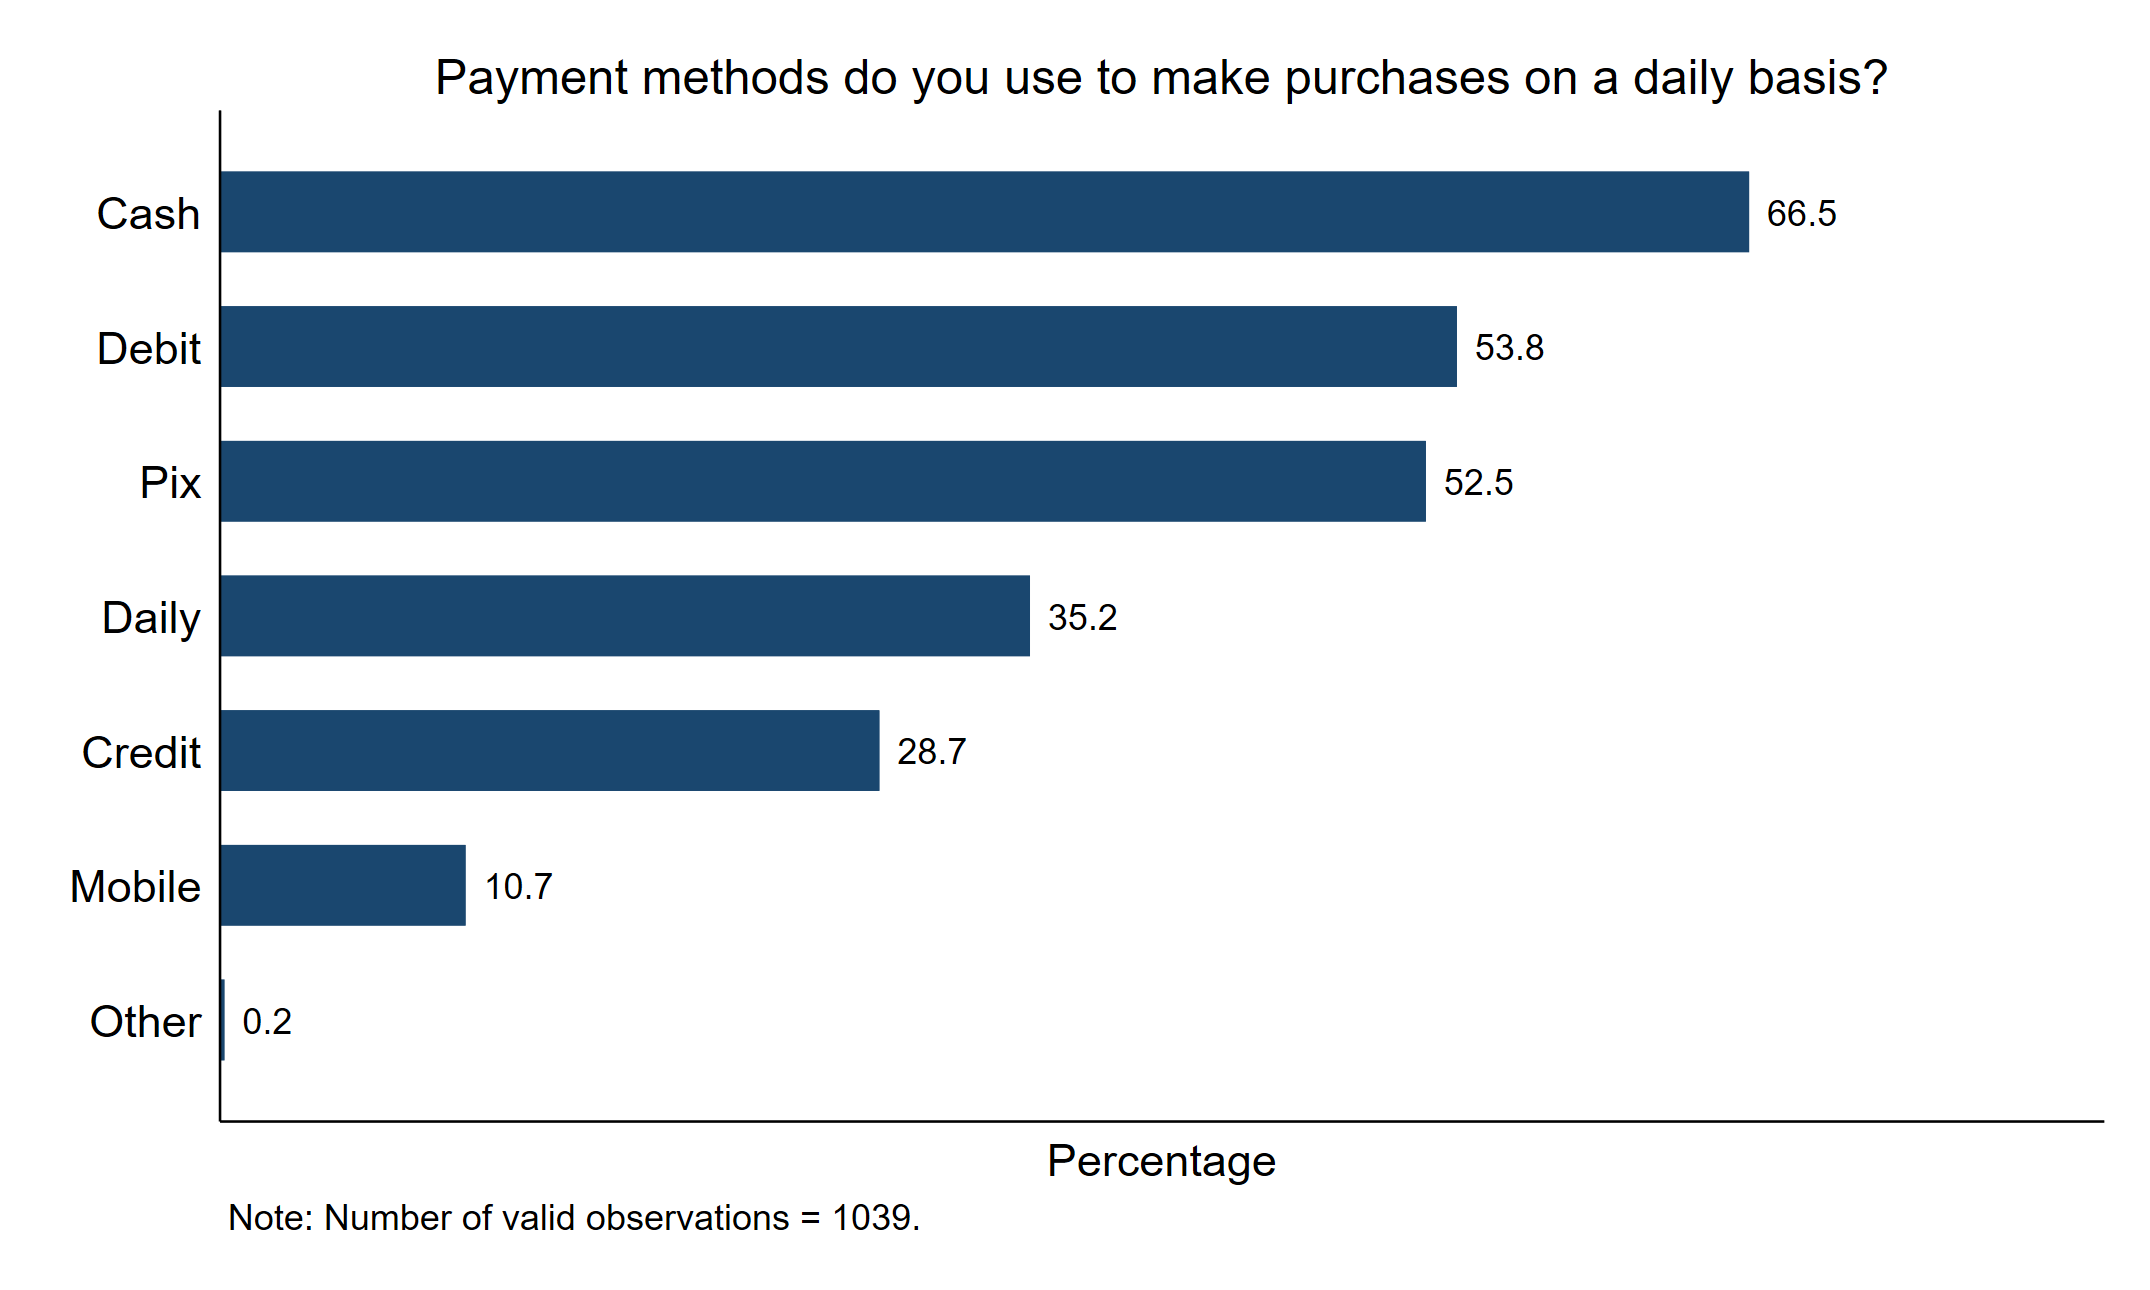 Payment methods do you use to make purchases on a daily basis?
Cash 66.5
Debit 53.8
Pix 52.5
Daily 35.2
Credit 28.7
Mobile 10.7
Other 0.2
Percentage
Note: Number of valid observations = 1039.